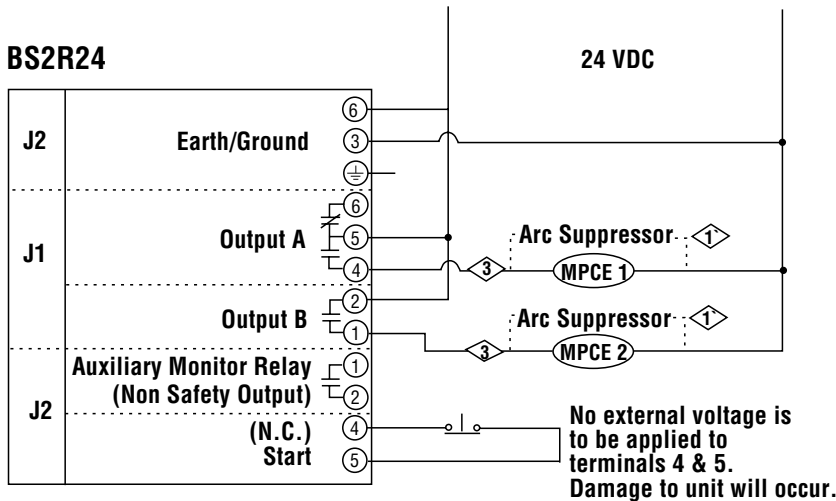 BS2R24
24 VDC
J2
6
Earth/Ground
3
J1
6
Output A
5
4
3
MPCE 1
Arc Suppressor
1`
Output B
2
1
3
MPCE 2
Arc Suppressor
1`
J2
Auxiliary Monitor Relay
(Non Safety Output)
1
2
(N.C.)
Start
4
5
No external voltage is
to be applied to
terminals 4 & 5.
Damage to unit will occur.